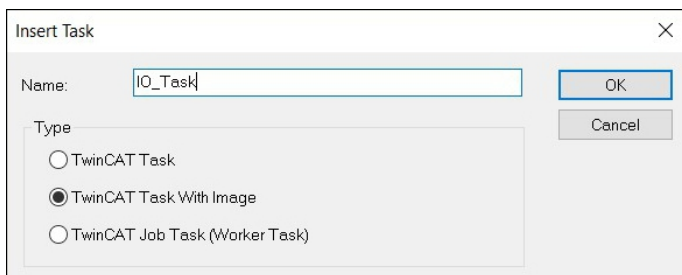 Insert Task
Name: IO_Task OK
Type Cancel
TwinCAT Task
TwinCAT Task With Image
TwinCAT Job Task (Worker Task)